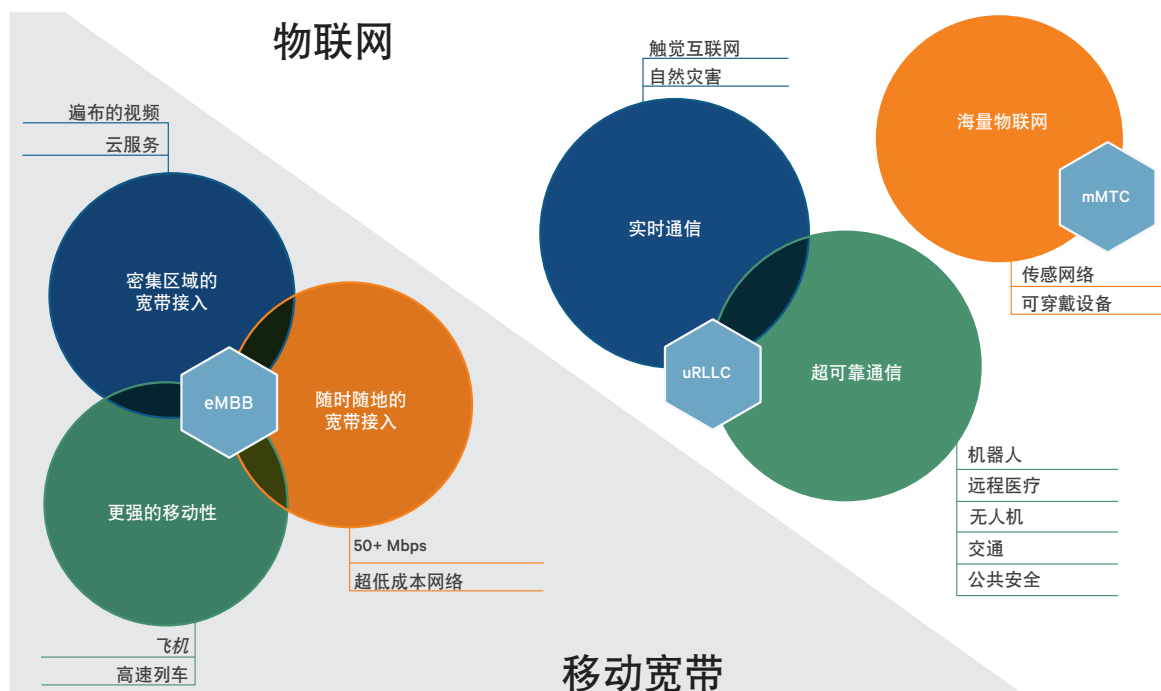 物联网
遍布的视频
云服务
密集区域的
宽带接入
eMBB
随时随地的
宽带接入
更强的移动性
50+ Mbps
超低成本网络
飞机
高速列车
触觉互联网
自然灾害
实时通信
uRLLC
超可靠通信
机器人
远程医疗
无人机
交通
公共安全
海量物联网
mMTC
传感网络
可穿戴设备
移动宽带